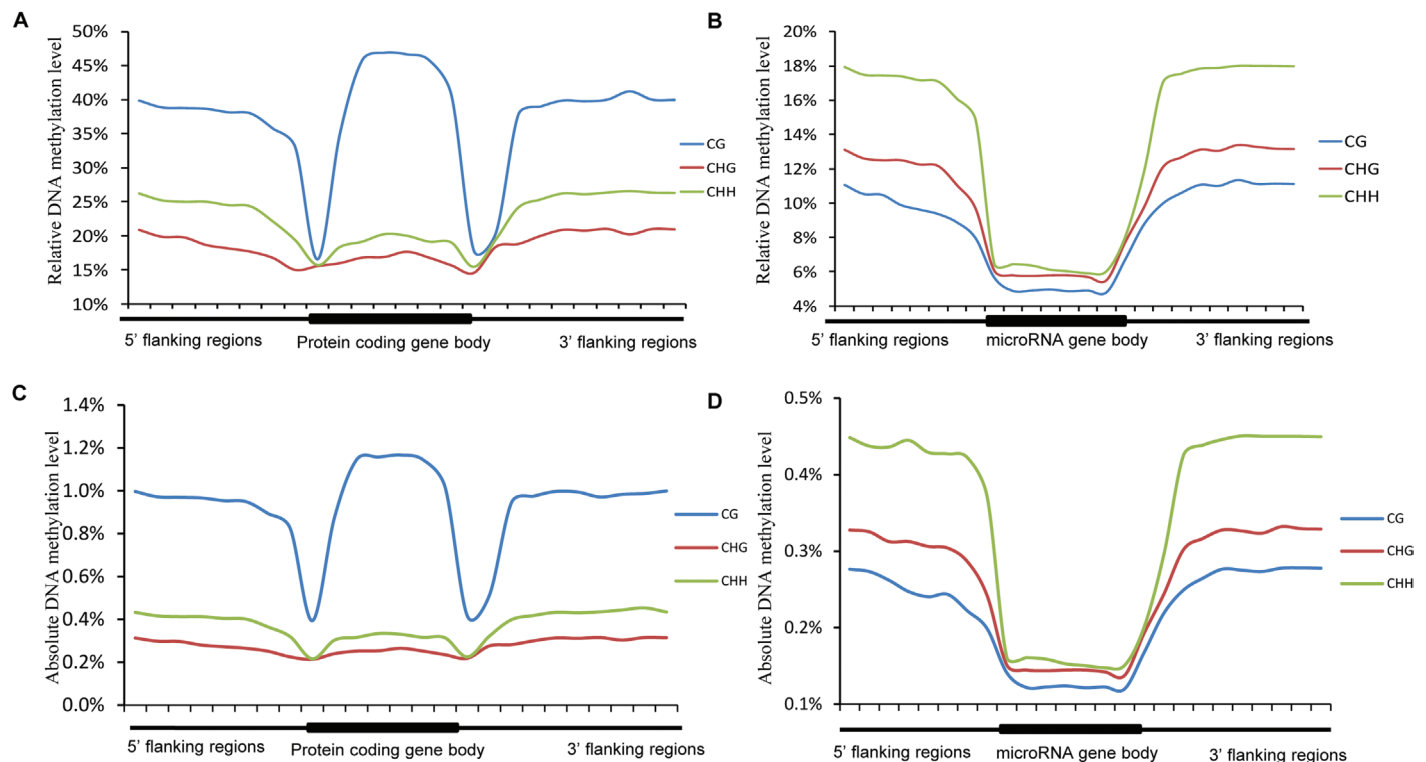 A
Relative DNA methylation level
50%
45%
40%
35%
30%
25%
20%
15%
10%
CG
CHG
CHH
5’ flanking regions
Protein coding gene body
3’ flanking regions
B
Relative DNA methylation level
20%
18%
16%
14%
12%
10%
8%
6%
4%
CG
CHG
CHH
5’ flanking regions
microRNA gene body
3’ flanking regions
C
Absolute DNA methylation level
1.4%
1.2%
1.0%
0.8%
0.6%
0.4%
0.2%
0.0%
CG
CHG
CHH
5’ flanking regions
Protein coding gene body
3’ flanking regions
D
Absolute DNA methylation level
0.5%
0.4%
0.3%
0.2%
0.1%
CG
CHG
CHH
5’ flanking regions
microRNA gene body
3’ flanking regions